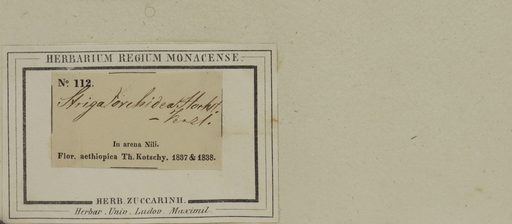 HERBARIUM REGIUM MONACENSE.
No. 112.
Striga orchidea Hochst.
In arena Nili.
Flor. aethiopica Th. Kotschy. 1837 & 1838.
HERB. ZUCCARINII.
Herbar. Univ. Ludov. Maximil.